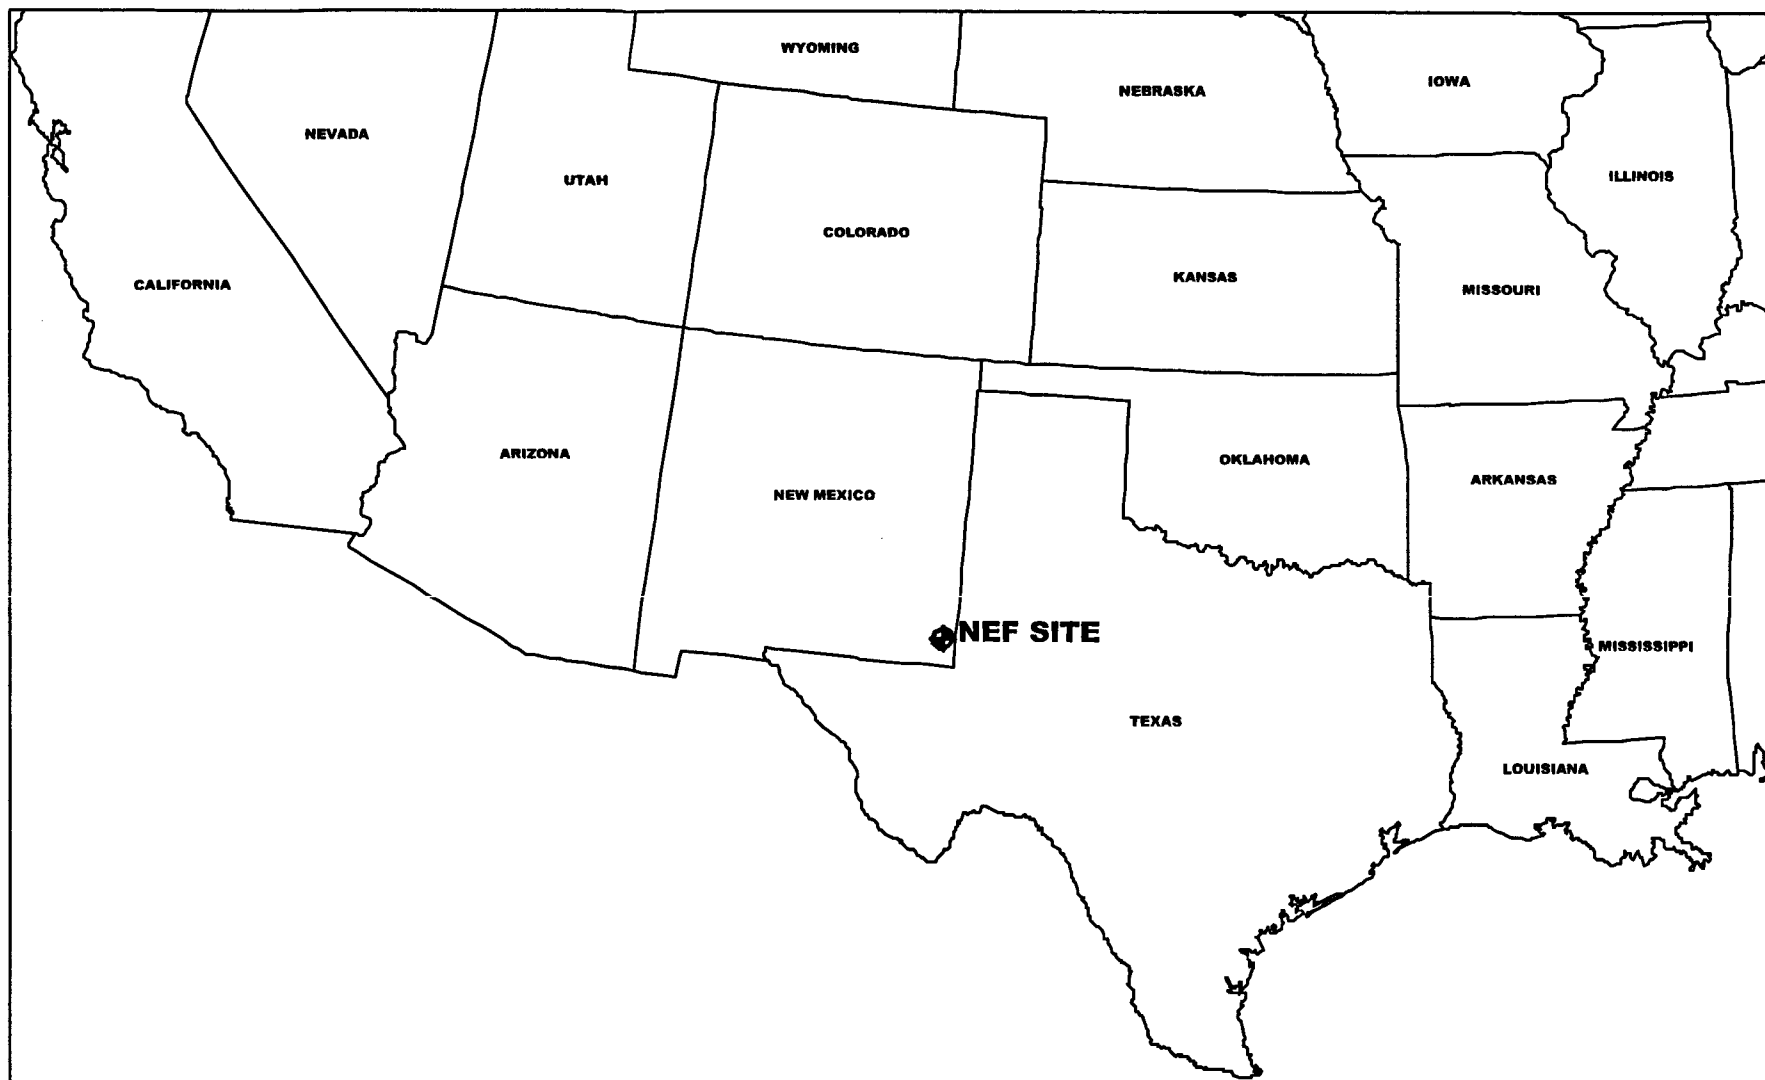 WYOMING
NEBRASKA
IOWA
NEVADA
UTAH
ILLINOIS
COLORADO
KANSAS
CALIFORNIA
MISSOURI
ARIZONA
OKLAHOMA
ARKANSAS
NEW MEXICO
NEF SITE
MISSISSIPPI
TEXAS
LOUISIANA